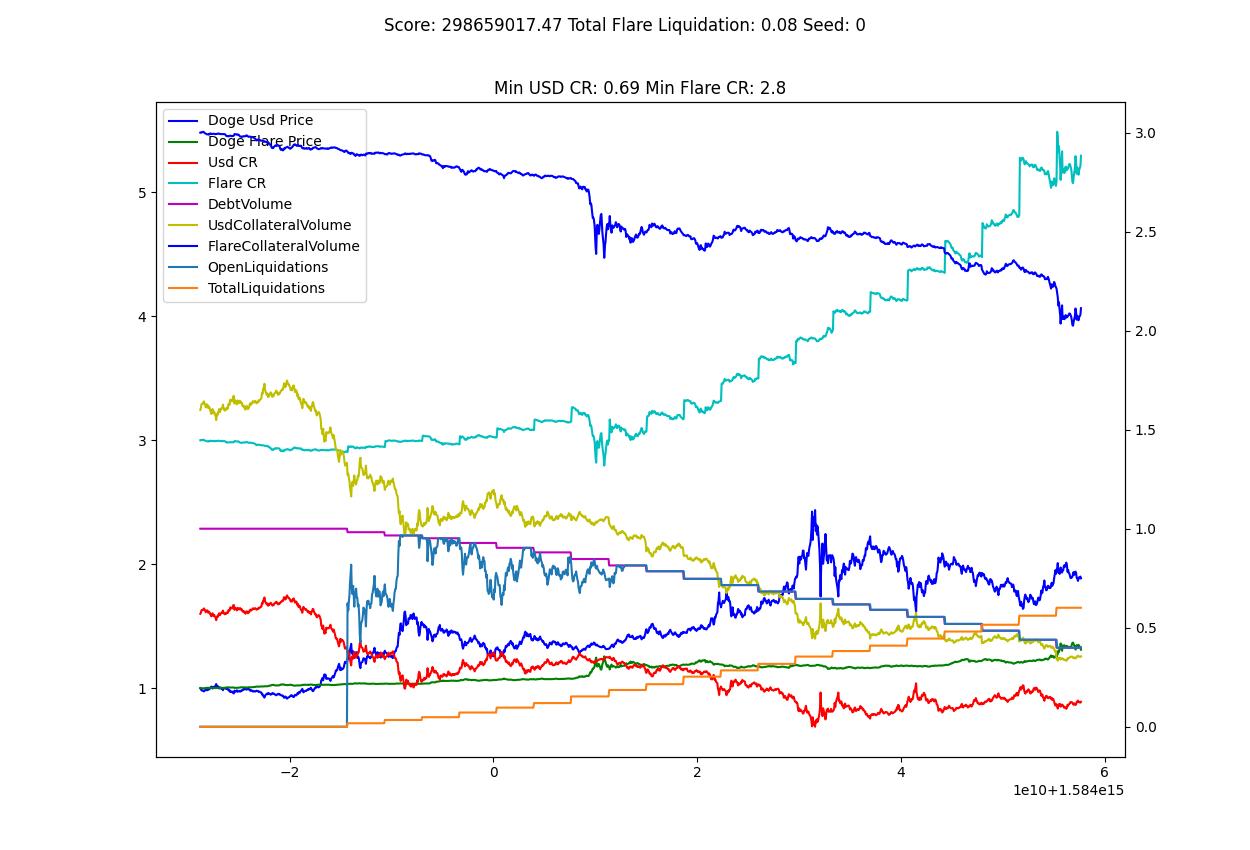 Score: 298659017.47 Total Flare Liquidation: 0.08 Seed: 0
Min USD CR: 0.69 Min Flare CR: 2.8
Doge Usd Price
Doge Flare Price
Usd CR
Flare CR
DebtVolume
UsdCollateralVolume
FlareCollateralVolume
OpenLiquidations
TotalLiquidations
5
4
3
2
1
3.0
2.5
2.0
1.5
1.0
0.5
0.0
−2
0
2
4
6
1e10+1.584e15